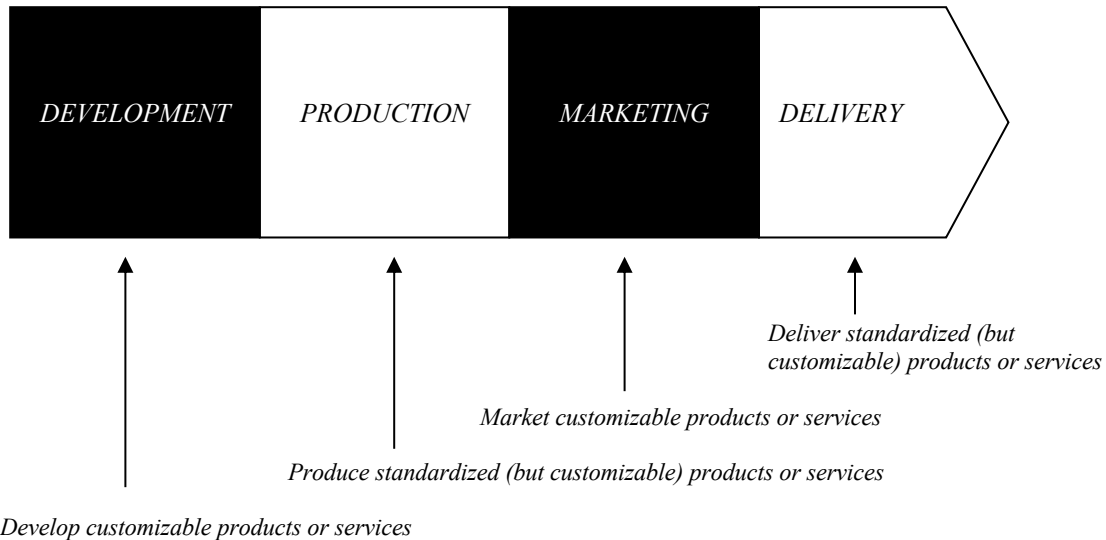 DEVELOPMENT
PRODUCTION
MARKETING
DELIVERY
Deliver standardized (but
customizable) products or services
Market customizable products or services
Produce standardized (but customizable) products or services
Develop customizable products or services